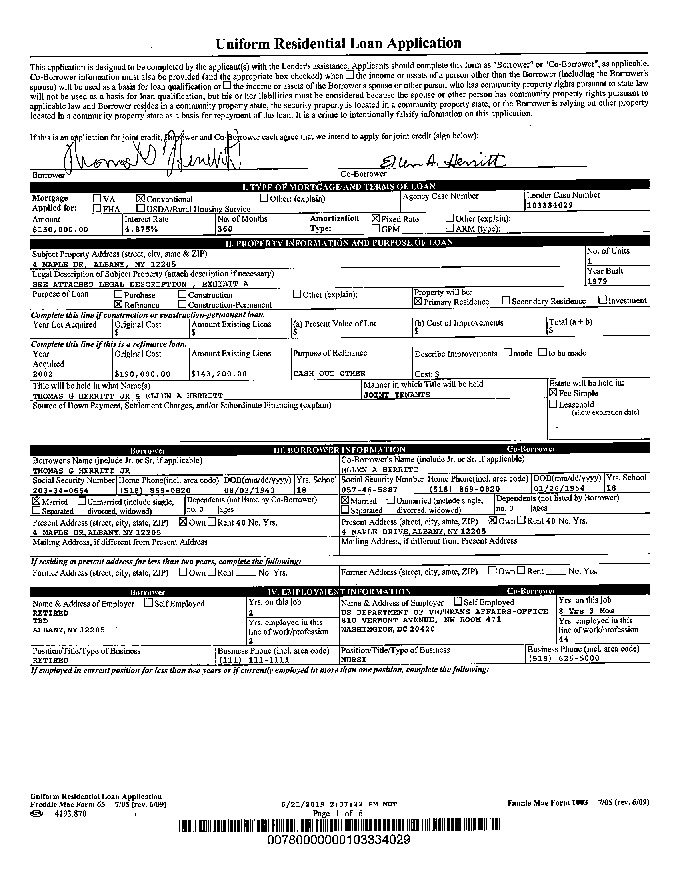 Uniform Residential Loan Application
This application is designed to be completed by the applicant(s) with the Lender's assistance. Applicants should complete this form as "Borrower" or "Co-Borrower", as applicable.
Co-Borrower information must also be provided (and the appropriate box checked) when ☐ the income or assets of a person other than the Borrower (including the Borrower's
spouse) will be used as a basis for loan qualification or ☐ the income or assets of the Borrower's spouse or other person who has community property rights pursuant to state law
will not be used as a basis for loan qualification, but his or her liabilities must be considered because the spouse or other person has community property rights pursuant to
applicable law and Borrower resides in a community property state, the security property is located in a community property state, or the Borrower is relying on other property
located in a community property state as a basis for repayment of the loan. It is a crime to intentionally falsify information on this application.
If this is an application for joint credit, Borrower and Co-Borrower each agree that we intend to apply for joint credit (sign below):
Ellen A. Herritt
Borrower Co-Borrower
I. TYPE OF MORTGAGE AND TERMS OF LOAN
Mortgage ☐ VA ☒ Conventional ☐ Other: (explain) Agency Case Number Lender Case Number
Applied for: ☐ FHA ☐ USDA/Rural Housing Service 103334029
Amount Interest Rate No. of Months Amortization ☒ Fixed Rate ☐ Other (explain):
$150,000.00 4.875% 360 Type: ☐ GPM ☐ ARM (type):
II. PROPERTY INFORMATION AND PURPOSE OF LOAN
Subject Property Address (street, city, state & ZIP) No. of Units
4 MAPLE DR, ALBANY, NY 12205 1
Legal Description of Subject Property (attach description if necessary) Year Built
SEE ATTACHED LEGAL DESCRIPTION , EXHIBIT A 1979
Purpose of Loan ☐ Purchase ☐ Construction ☐ Other (explain): Property will be:
☒ Refinance ☐ Construction-Permanent ☒ Primary Residence ☐ Secondary Residence ☐ Investment
Complete this line if construction or construction-permanent loan.
Year Lot Acquired Original Cost Amount Existing Liens (a) Present Value of Lot (b) Cost of Improvements Total (a + b)
$ $ $ $ $
Complete this line if this is a refinance loan.
Year Original Cost Amount Existing Liens Purpose of Refinance Describe Improvements ☐ made ☐ to be made
Acquired
2002 $190,000.00 $143,200.00 CASH OUT OTHER Cost: $
Title will be held in what Name(s) Manner in which Title will be held Estate will be held in:
THOMAS G HERRITT JR & ELLEN A HERRITT JOINT TENANTS ☒ Fee Simple
Source of Down Payment, Settlement Charges, and/or Subordinate Financing (explain) ☐ Leasehold
(show expiration date)
Borrower III. BORROWER INFORMATION Co-Borrower
Borrower's Name (include Jr. or Sr. if applicable) Co-Borrower's Name (include Jr. or Sr. if applicable)
THOMAS G HERRITT JR ELLEN A HERRITT
Social Security Number Home Phone(incl. area code) DOB(mm/dd/yyyy) Yrs. School Social Security Number Home Phone(incl. area code) DOB(mm/dd/yyyy) Yrs. School
203-34-0654 (518) 869-0820 08/02/1943 18 057-46-5887 (518) 869-0820 01/26/1954 18
☒ Married ☐ Unmarried (include single, Dependents (not listed by Co-Borrower) ☒ Married ☐ Unmarried (include single, Dependents (not listed by Borrower)
☐ Separated divorced, widowed) no. 0 ages ☐ Separated divorced, widowed) no. 0 ages
Present Address (street, city, state, ZIP) ☒ Own ☐ Rent 40 No. Yrs. Present Address (street, city, state, ZIP) ☒ Own ☐ Rent 40 No. Yrs.
4 MAPLE DR,ALBANY,NY 12205 4 MAPLE DRIVE,ALBANY,NY 12205
Mailing Address, if different from Present Address Mailing Address, if different from Present Address
If residing at present address for less than two years, complete the following:
Former Address (street, city, state, ZIP) ☐ Own ☐ Rent ____ No. Yrs. Former Address (street, city, state, ZIP) ☐ Own ☐ Rent ____ No. Yrs.
Borrower IV. EMPLOYMENT INFORMATION Co-Borrower
Name & Address of Employer ☐ Self Employed Yrs. on this job Name & Address of Employer ☐ Self Employed Yrs. on this job
RETIRED 2 US DEPARTMENT OF VETERANS AFFAIRS-OFFICE 8 Yrs 3 Mos
TBD Yrs. employed in this 810 VERMONT AVENUE, NW ROOM 471 Yrs. employed in this
ALBANY,NY 12205 line of work/profession WASHINGTON,DC 20420 line of work/profession
2 44
Position/Title/Type of Business Business Phone (incl. area code) Position/Title/Type of Business Business Phone (incl. area code)
RETIRED (111) 111-1111 NURSE (518) 626-5000
If employed in current position for less than two years or if currently employed in more than one position, complete the following:
Uniform Residential Loan Application
Freddie Mac Form 65 7/05 (rev. 6/09) Fannie Mae Form 1003 7/05 (rev. 6/09)
Page 1 of 6
00780000000103334029